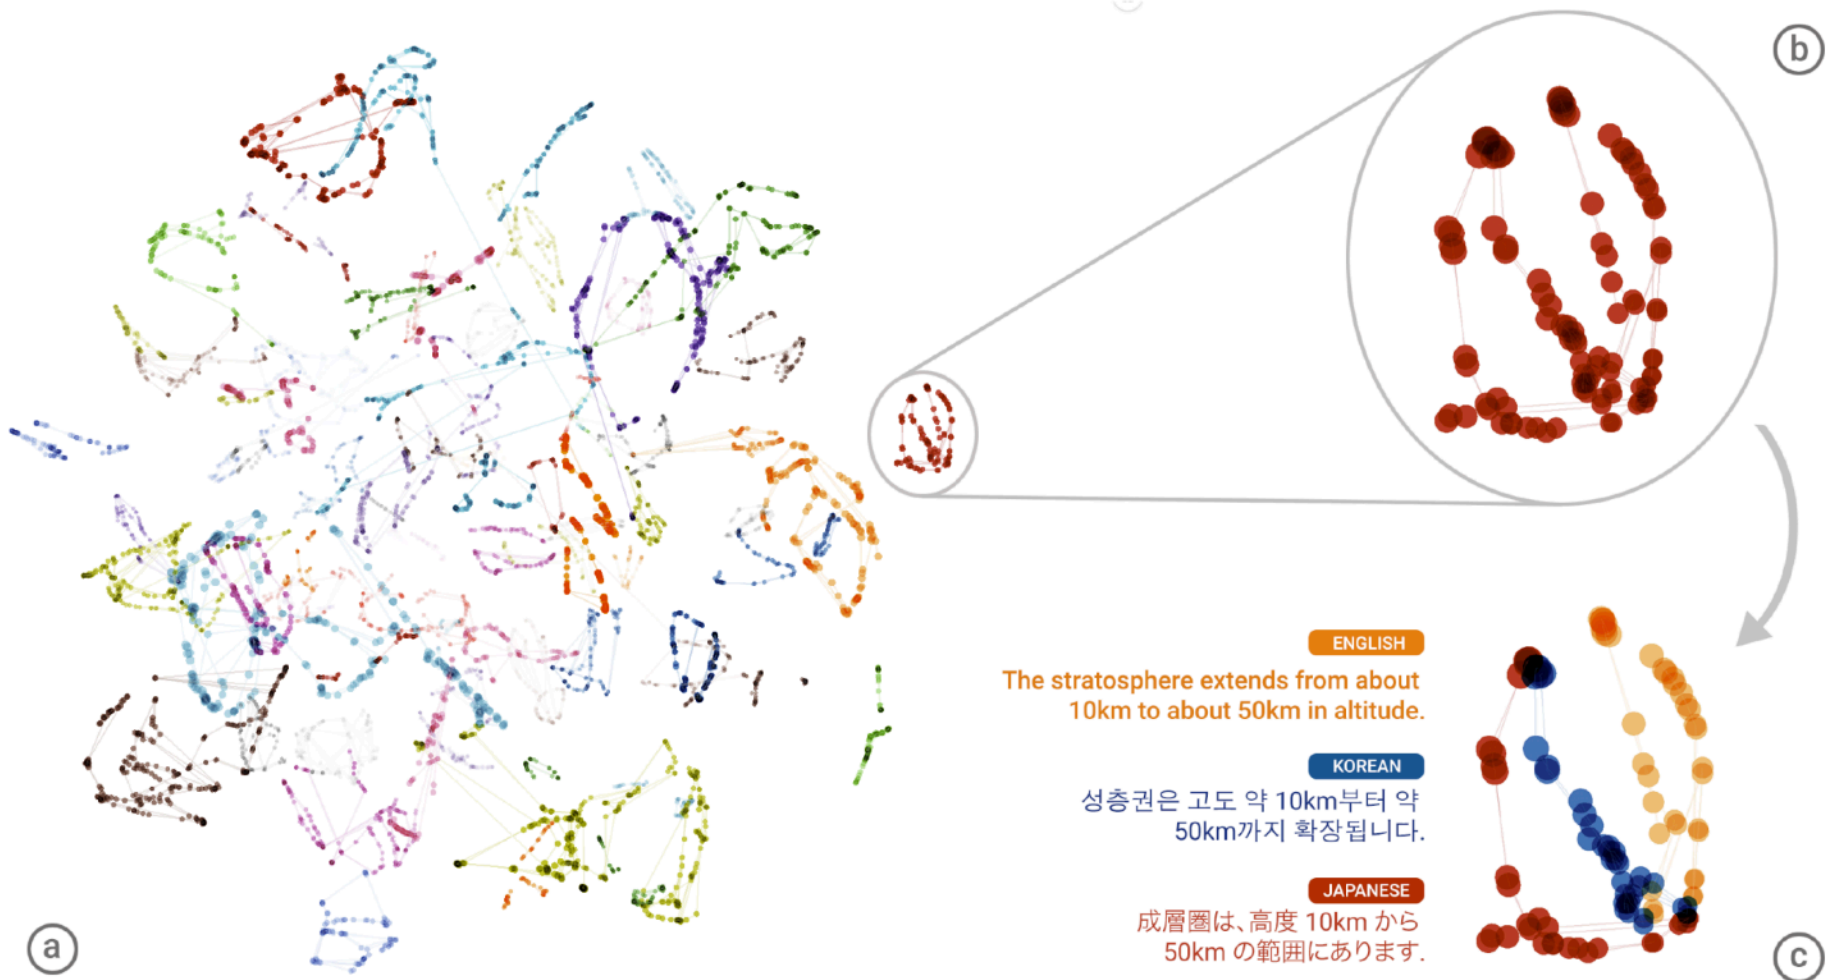 b
ENGLISH
The stratosphere extends from about
10km to about 50km in altitude.
KOREAN
성층권은 고도 약 10km부터 약
50km까지 확장됩니다.
JAPANESE
成層圏は、高度 10km から
50km の範囲にあります。
a
c